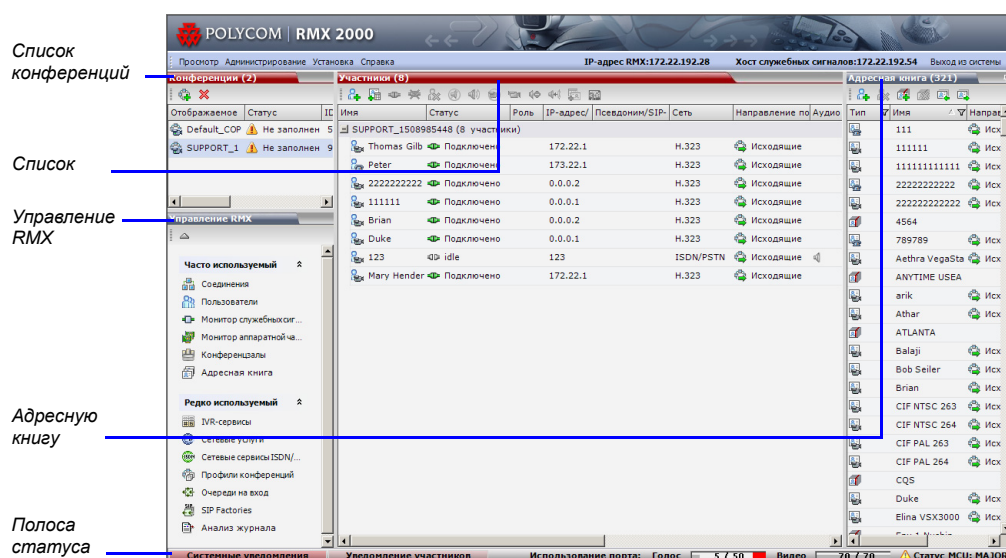 POLYCOM | RMX 2000
Просмотр Администрирование Установка Справка
IP-адрес RMX:172.22.192.28 Хост служебных сигналов:172.22.192.54 Выход из системы
Список
конференций
Список
Управление
RMX
Адресную
книгу
Полоса
статуса
Конференции (2)
Отображаемое Статус ID
Default_COP Не заполнен 5
SUPPORT_1 Не заполнен 9
Управление RMX
Часто используемый
Соединения
Пользователи
Монитор служебных сиг...
Монитор аппаратной ча...
Конференцзалы
Адресная книга
Редко используемый
IVR-сервисы
Сетевые услуги
Сетевые сервисы ISDN/...
Профили конференций
Очереди на вход
SIP Factories
Анализ журнала
Участники (8)
Имя Статус Роль IP-адрес/ Псевдоним/SIP- Сеть Направление по Аудио
SUPPORT_1508985448 (8 участники)
Thomas Gilb Подключено 172.22.1 H.323 Исходящие
Peter Подключено 173.22.1 H.323 Исходящие
2222222222 Подключено 0.0.0.2 H.323 Исходящие
111111 Подключено 0.0.0.1 H.323 Исходящие
Brian Подключено 0.0.0.2 H.323 Исходящие
Duke Подключено 0.0.0.1 H.323 Исходящие
123 idle 123 ISDN/PSTN Исходящие
Mary Hender Подключено 172.22.1 H.323 Исходящие
Адресная книга (321)
Тип Имя Направ
111 Исх
111111 Исх
111111111111 Исх
22222222222 Исх
222222222222 Исх
4564
789789 Исх
Aethra VegaSta Исх
ANYTIME USEA
arik Исх
Athar Исх
ATLANTA
Balaji Исх
Bob Seiler Исх
Brian Исх
CIF NTSC 263 Исх
CIF NTSC 264 Исх
CIF PAL 263 Исх
CIF PAL 264 Исх
CQS
Duke Исх
Elina VSX3000 Исх
Системные уведомления Уведомление участников Использование порта: Голос 5 / 50 Видео 70 / 70 Статус MCU: MAJOR